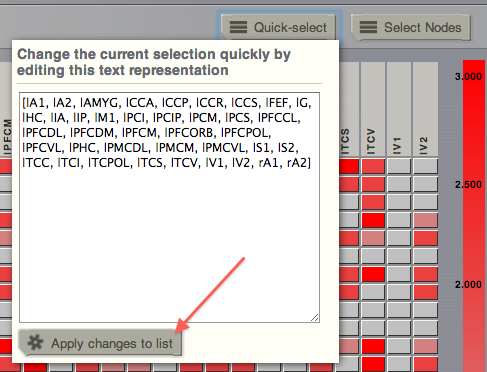 Quick-select
Select Nodes
Change the current selection quickly by
editing this text representation
[lA1, lA2, lAMYG, lCCA, lCCP, lCCR, lCCS, lFEF, lG,
lHC, lIA, lIP, lM1, lPCI, lPCIP, lPCM, lPCS, lPFCCL,
lPFCDL, lPFCDM, lPFCM, lPFCORB, lPFCPOL,
lPFCVL, lPHC, lPMCDL, lPMCM, lPMCVL, lS1, lS2,
lTCC, lTCI, lTCPOL, lTCS, lTCV, lV1, lV2, rA1, rA2]
Apply changes to list
lPFCM
lTCS
lTCV
lV1
lV2
3.000
2.500
2.000